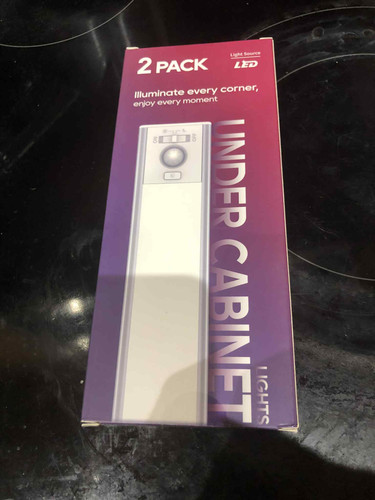 2 PACK
Light Source
LED
Illuminate every corner,
enjoy every moment
UNDER CABINET
LIGHTS